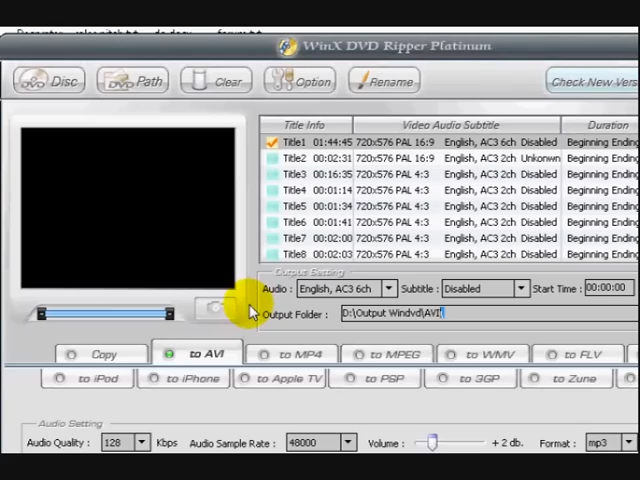 WinX DVD Ripper Platinum
Disc Path Clear Option Rename Check New Vers
Title Info Video Audio Subtitle Duration
Title1 01:44:45 720x576 PAL 16:9 English, AC3 6ch Disabled Beginning Ending
Title2 00:02:31 720x576 PAL 16:9 English, AC3 2ch Unkonwn Beginning Ending
Title3 00:16:35 720x576 PAL 4:3 English, AC3 2ch Disabled Beginning Ending
Title4 00:01:14 720x576 PAL 4:3 English, AC3 2ch Disabled Beginning Ending
Title5 00:01:34 720x576 PAL 4:3 English, AC3 2ch Disabled Beginning Ending
Title6 00:01:41 720x576 PAL 4:3 English, AC3 2ch Disabled Beginning Ending
Title7 00:02:00 720x576 PAL 4:3 English, AC3 2ch Disabled Beginning Ending
Title8 00:02:03 720x576 PAL 4:3 English, AC3 2ch Disabled Beginning Ending
Output Setting
Audio : English, AC3 6ch Subtitle : Disabled Start Time : 00:00:00
Output Folder : D:\Output Windvd\AVI\
Copy to AVI to MP4 to MPEG to WMV to FLV
to iPod to iPhone to Apple TV to PSP to 3GP to Zune
Audio Setting
Audio Quality : 128 Kbps Audio Sample Rate : 48000 Volume : + 2 db. Format : mp3